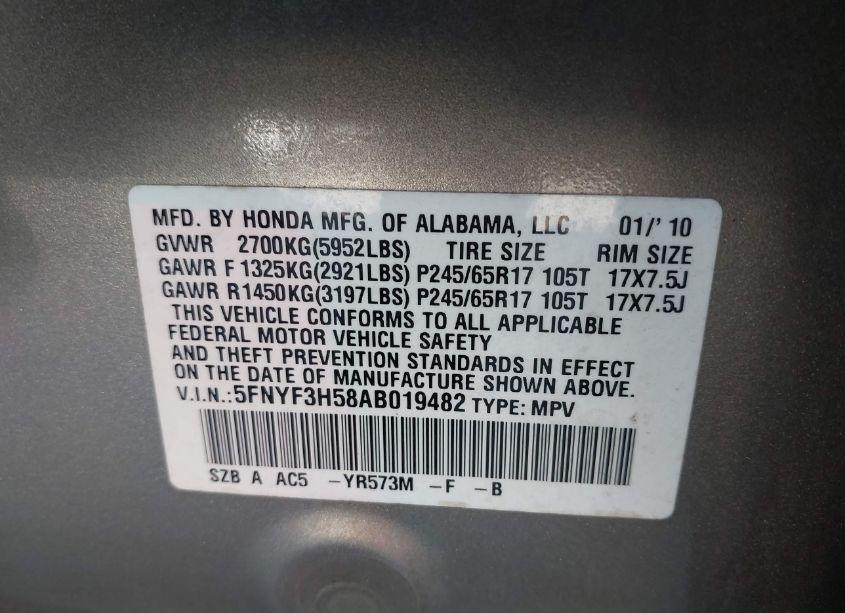 MFD. BY HONDA MFG. OF ALABAMA, LLC 01/' 10
GVWR 2700KG(5952LBS) TIRE SIZE RIM SIZE
GAWR F 1325KG(2921LBS) P245/65R17 105T 17X7.5J
GAWR R1450KG(3197LBS) P245/65R17 105T 17X7.5J
THIS VEHICLE CONFORMS TO ALL APPLICABLE
FEDERAL MOTOR VEHICLE SAFETY
AND THEFT PREVENTION STANDARDS IN EFFECT
ON THE DATE OF MANUFACTURE SHOWN ABOVE.
V.I.N.:5FNYF3H58AB019482 TYPE: MPV
SZB A AC5 -YR573M -F -B